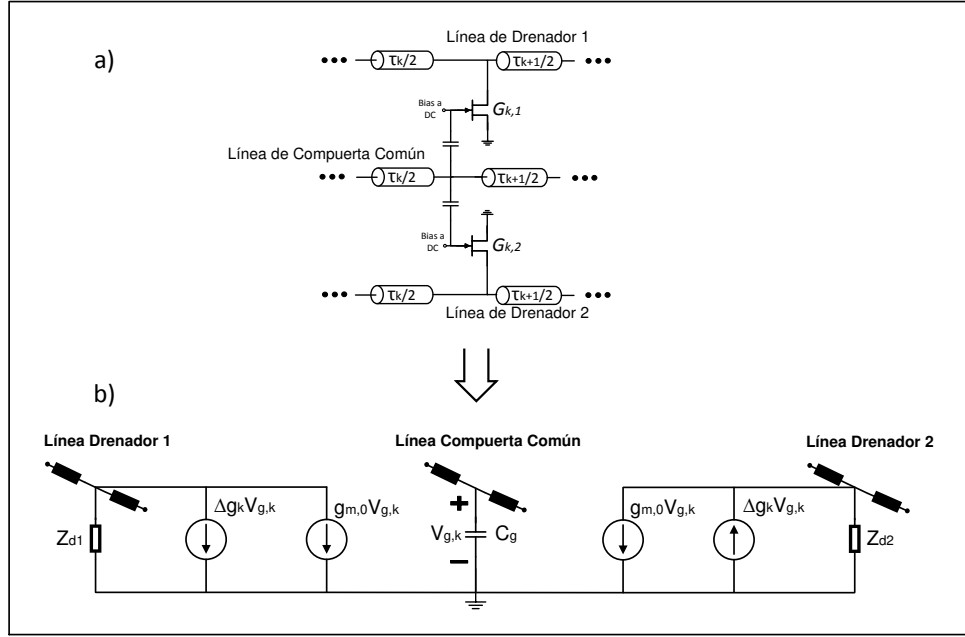 a)
Línea de Drenador 1
τk/2
τk+1/2
Bias a
DC
Gk,1
Línea de Compuerta Común
τk/2
τk+1/2
Bias a
DC
Gk,2
τk/2
τk+1/2
Línea de Drenador 2
b)
Línea Drenador 1
Línea Compuerta Común
Línea Drenador 2
ΔgkVg,k
gm,0Vg,k
+
gm,0Vg,k
ΔgkVg,k
Zd1
Vg,k
Cg
Zd2
−